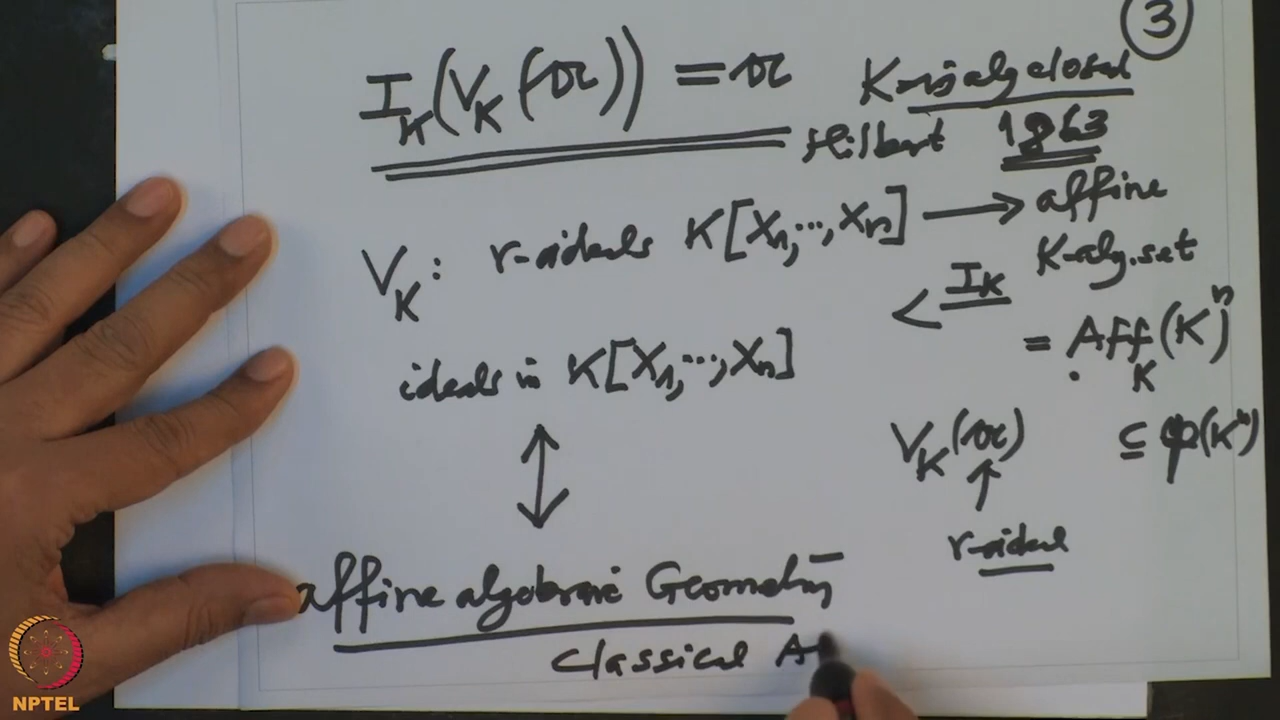 3
I_K(V_K(𝔞)) = 𝔞 K is alg closed
Hilbert 1863
V_K : r-ideals K[X_1,...,X_n] → affine
K-alg. set
← I_K
= Aff_K(K^n)
ideals in K[X_1,...,X_n]
V_K(𝔞) ⊆ 𝔓(K^n)
↑
r-ideal
↕
affine algebraic Geometry
classical A
NPTEL